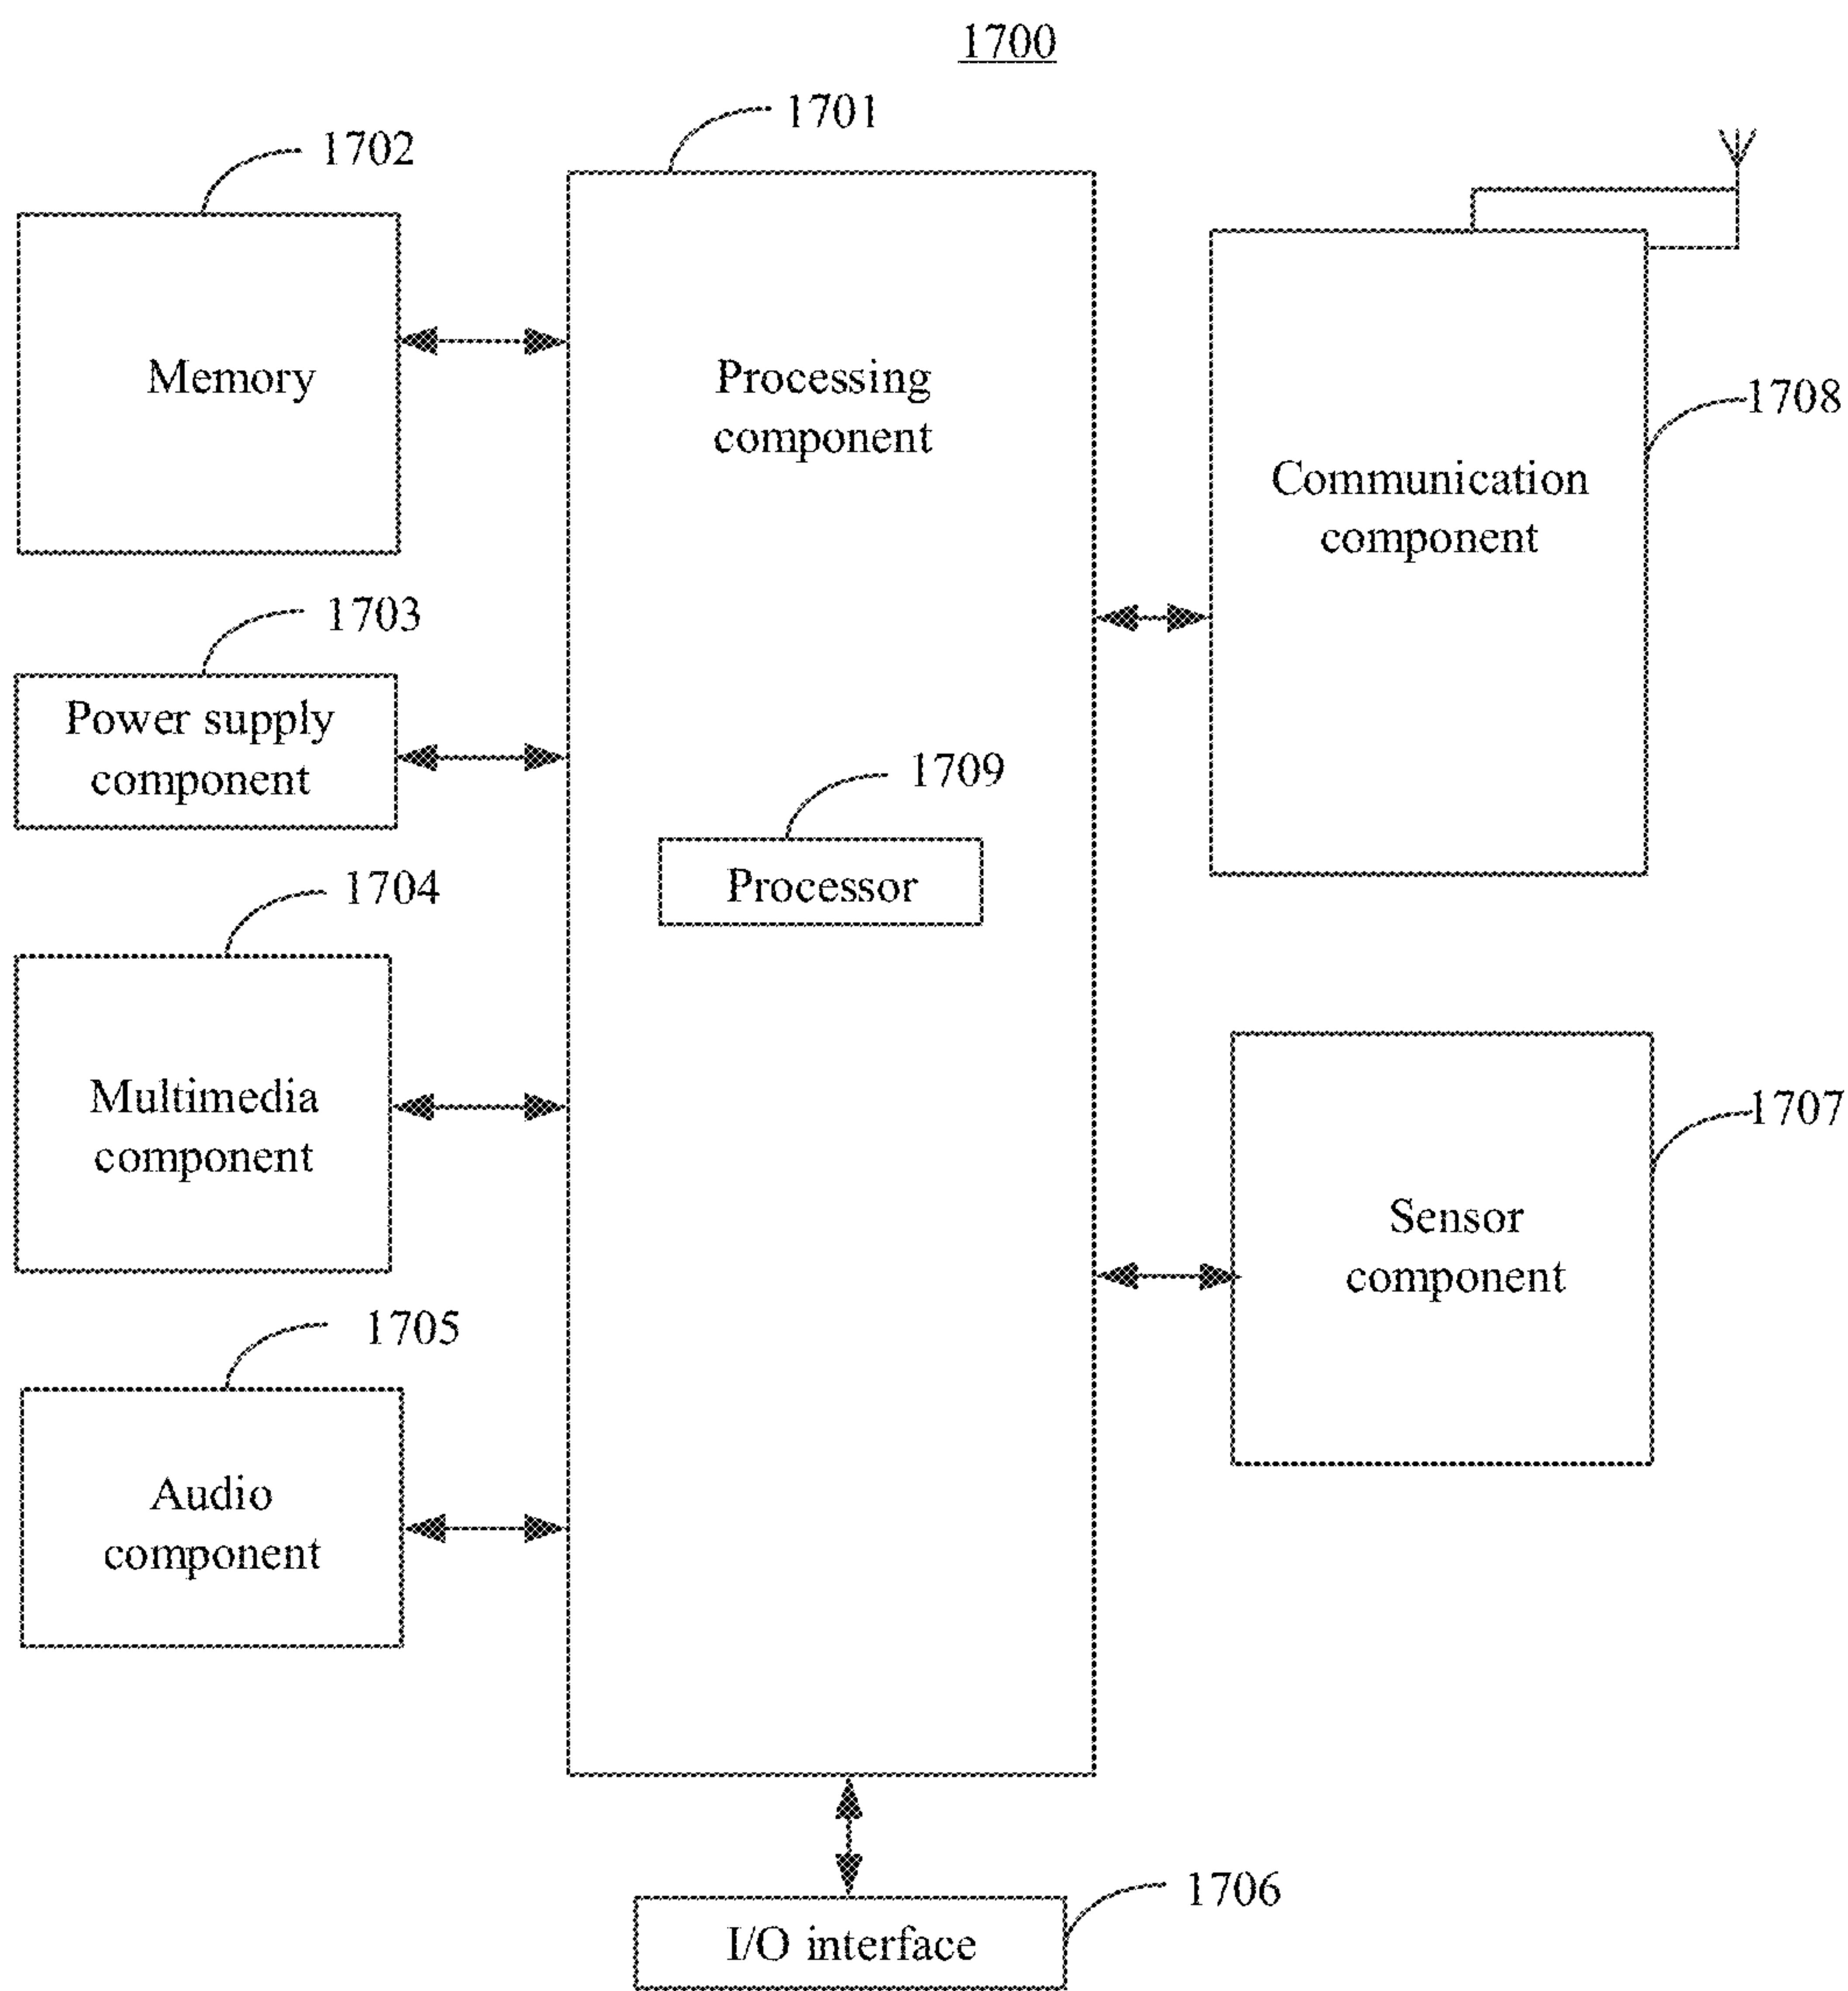 1700
1701
1702
Memory
Processing
component
1708
Communication
component
1703
Power supply
component
1709
Processor
1704
Multimedia
component
1707
Sensor
component
1705
Audio
component
1706
I/O interface